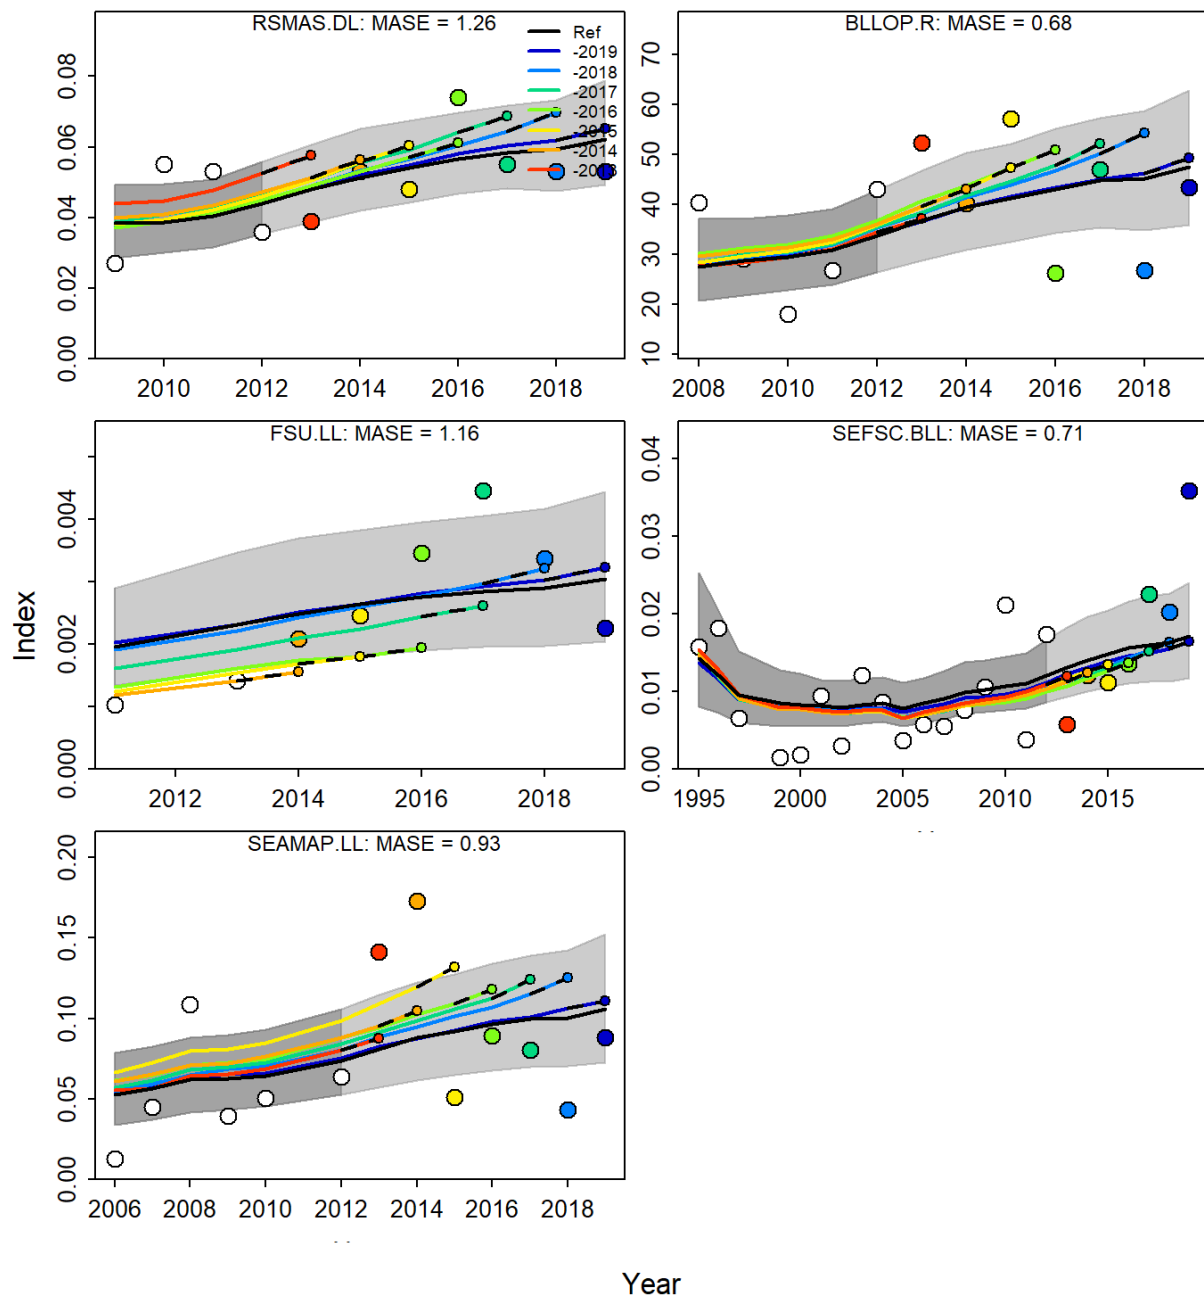 RSMAS.DL: MASE = 1.26
Ref
-2019
-2018
-2017
-2016
-2015
-2014
0.00 0.02 0.04 0.06 0.08
2010 2012 2014 2016 2018
BLLOP.R: MASE = 0.68
10 20 30 40 50 60 70
2008 2010 2012 2014 2016 2018
FSU.LL: MASE = 1.16
0.000 0.002 0.004
2012 2014 2016 2018
SEFSC.BLL: MASE = 0.71
0.00 0.01 0.02 0.03 0.04
1995 2000 2005 2010 2015
SEAMAP.LL: MASE = 0.93
0.00 0.05 0.10 0.15 0.20
2006 2008 2010 2012 2014 2016 2018
Index
Year